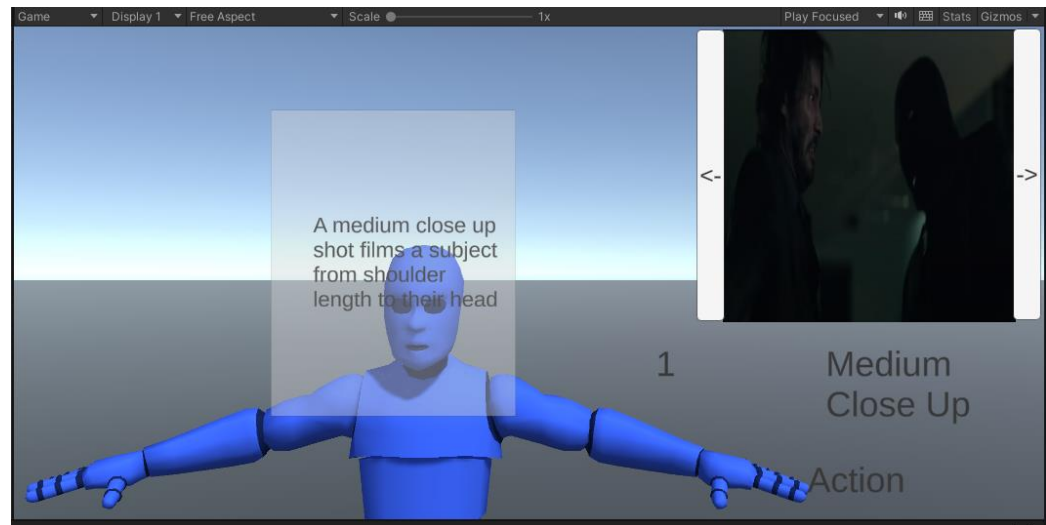 Game Display 1 Free Aspect Scale 1x Play Focused Stats Gizmos
A medium close up
shot films a subject
from shoulder
length to their head
<-
->
1
Medium
Close Up
Action